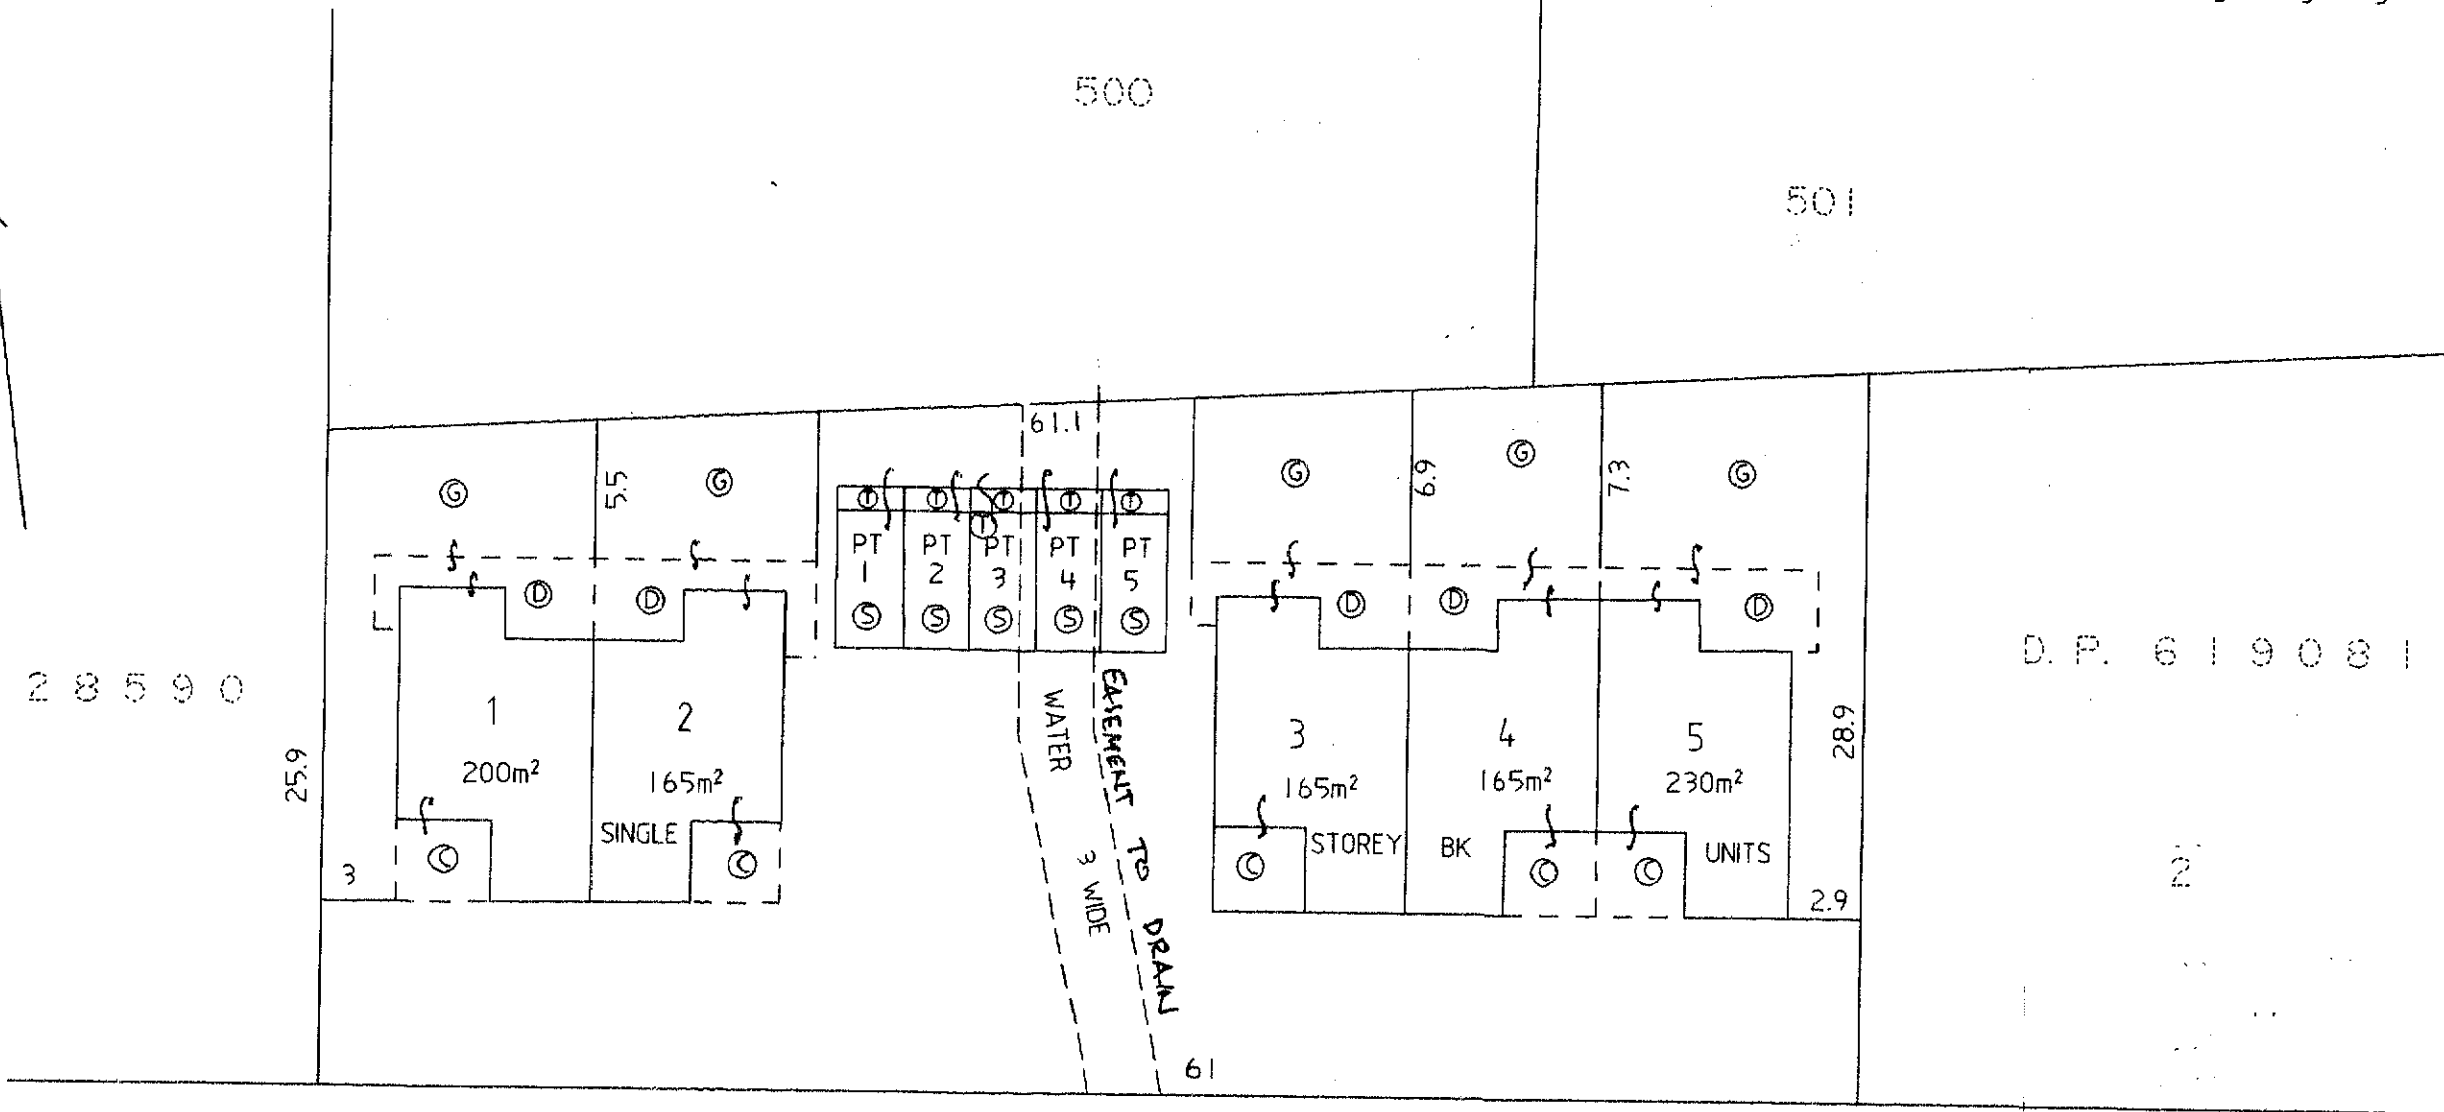 500
501
61.1
5.5
6.9
7.3
G
G
G
G
G
T
T
T
T
T
T
PT
1
S
PT
2
S
PT
3
S
PT
4
S
PT
5
S
D
D
D
D
D
28590
D.P. 619081
25.9
28.9
1
200m²
2
165m²
3
165m²
4
165m²
5
230m²
SINGLE
STOREY
BK
UNITS
WATER
3 WIDE
EASEMENT TO DRAIN
C
C
C
C
C
3
2.9
2
61